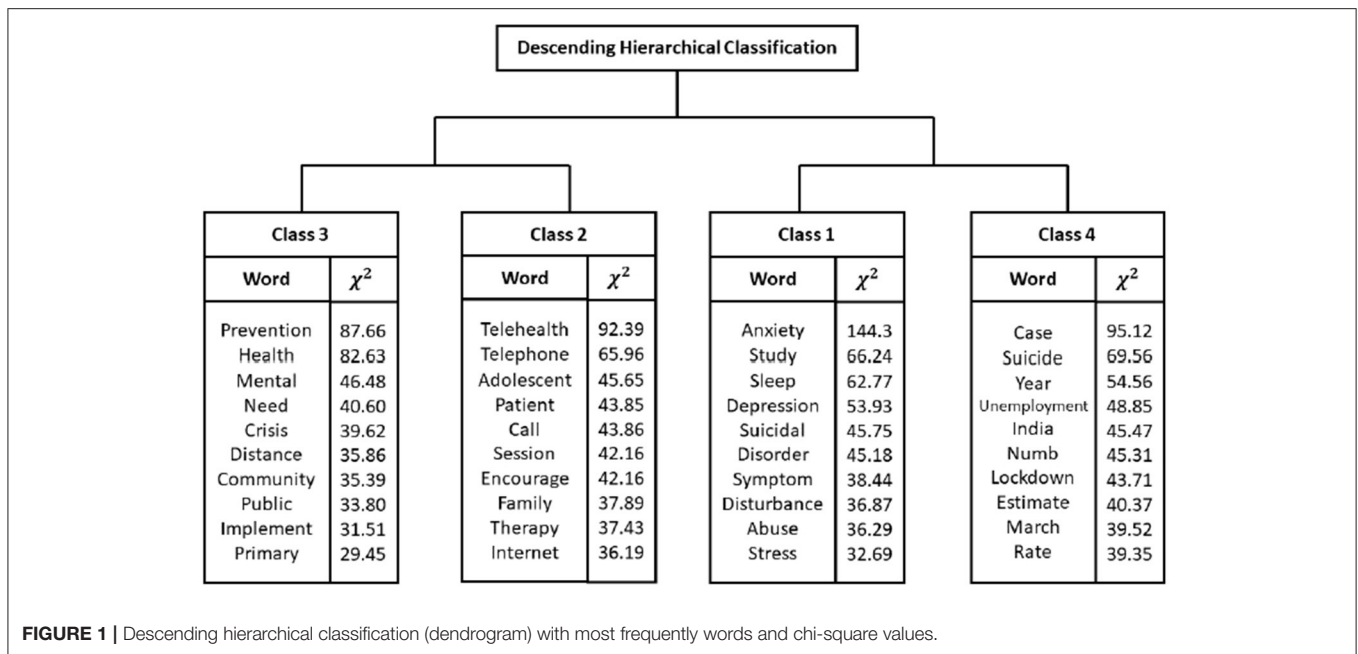 Descending Hierarchical Classification
Class 3
Word χ²
Prevention 87.66
Health 82.63
Mental 46.48
Need 40.60
Crisis 39.62
Distance 35.86
Community 35.39
Public 33.80
Implement 31.51
Primary 29.45
Class 2
Word χ²
Telehealth 92.39
Telephone 65.96
Adolescent 45.65
Patient 43.85
Call 43.86
Session 42.16
Encourage 42.16
Family 37.89
Therapy 37.43
Internet 36.19
Class 1
Word χ²
Anxiety 144.3
Study 66.24
Sleep 62.77
Depression 53.93
Suicidal 45.75
Disorder 45.18
Symptom 38.44
Disturbance 36.87
Abuse 36.29
Stress 32.69
Class 4
Word χ²
Case 95.12
Suicide 69.56
Year 54.56
Unemployment 48.85
India 45.47
Numb 45.31
Lockdown 43.71
Estimate 40.37
March 39.52
Rate 39.35
FIGURE 1 | Descending hierarchical classification (dendrogram) with most frequently words and chi-square values.